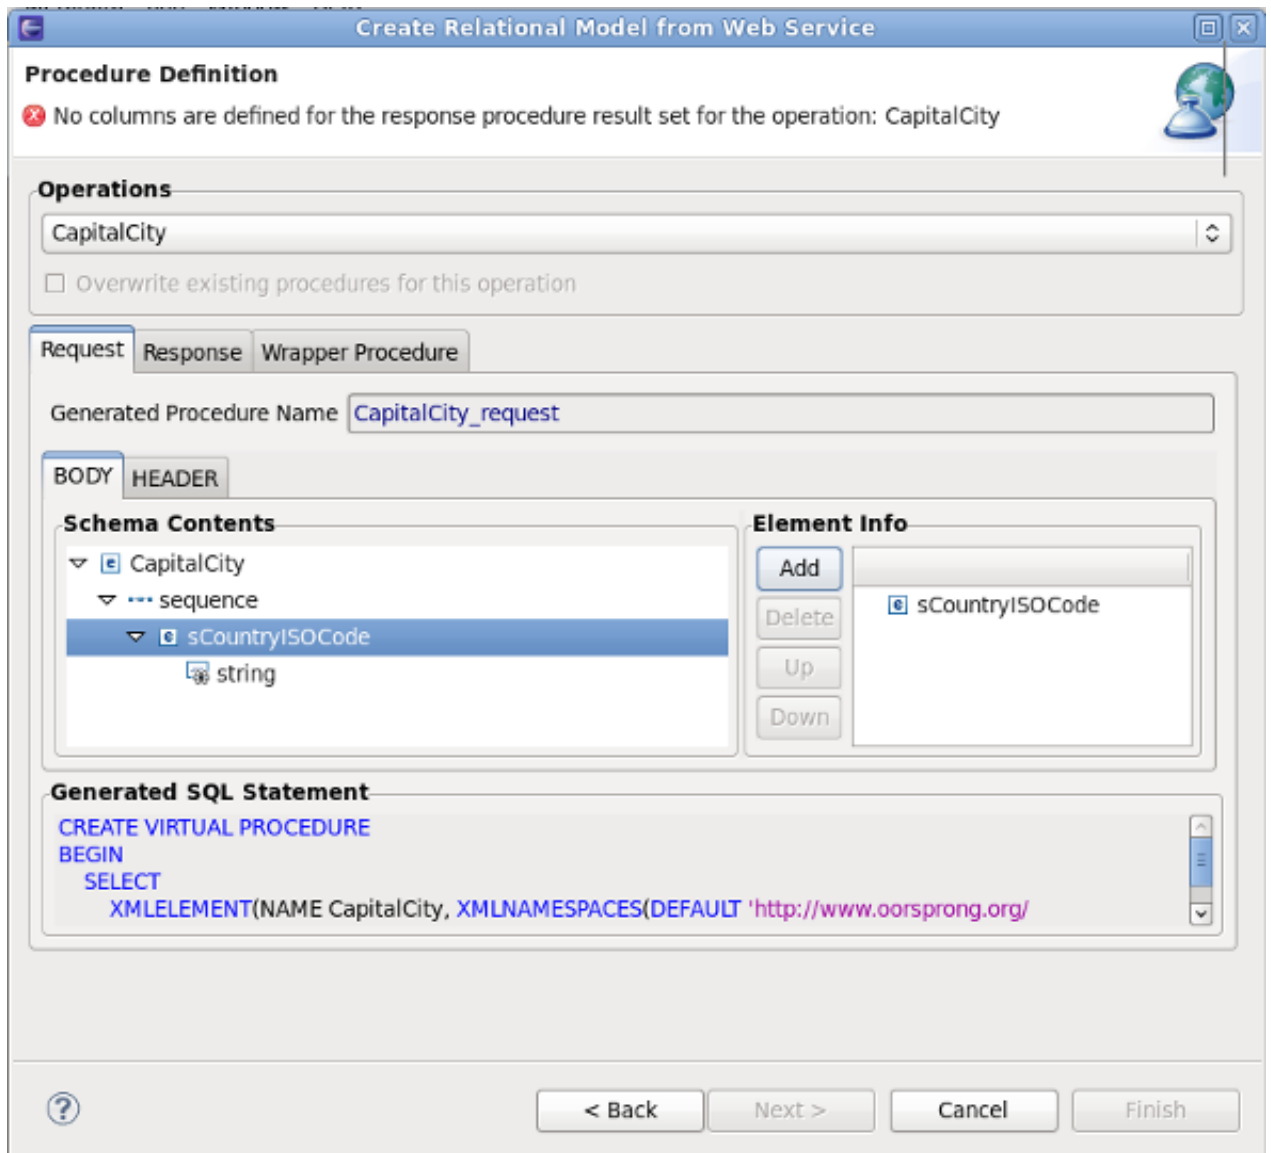 Create Relational Model from Web Service
Procedure Definition
No columns are defined for the response procedure result set for the operation: CapitalCity
Operations
CapitalCity
Overwrite existing procedures for this operation
Request Response Wrapper Procedure
Generated Procedure Name CapitalCity_request
BODY HEADER
Schema Contents Element Info
CapitalCity Add
sequence sCountryISOCode
Delete
sCountryISOCode
string Up
Down
Generated SQL Statement
CREATE VIRTUAL PROCEDURE
BEGIN
SELECT
XMLELEMENT(NAME CapitalCity, XMLNAMESPACES(DEFAULT 'http://www.oorsprong.org/
< Back Next > Cancel Finish